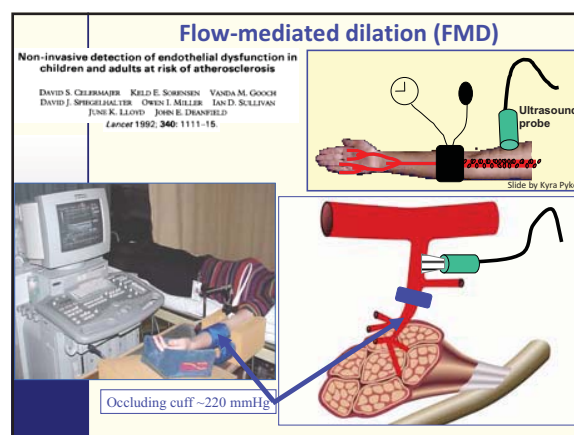 Flow-mediated dilation (FMD)
Non-invasive detection of endothelial dysfunction in
children and adults at risk of atherosclerosis
DAVID S. CELERMAJER KELD E. SORENSEN VANDA M. GOOCH
DAVID J. SPIEGELHALTER OWEN I. MILLER IAN D. SULLIVAN
JUNE K. LLOYD JOHN E. DEANFIELD
Lancet 1992; 340: 1111–15.
Ultrasound
probe
Slide by Kyra Pyke
Occluding cuff ~220 mmHg